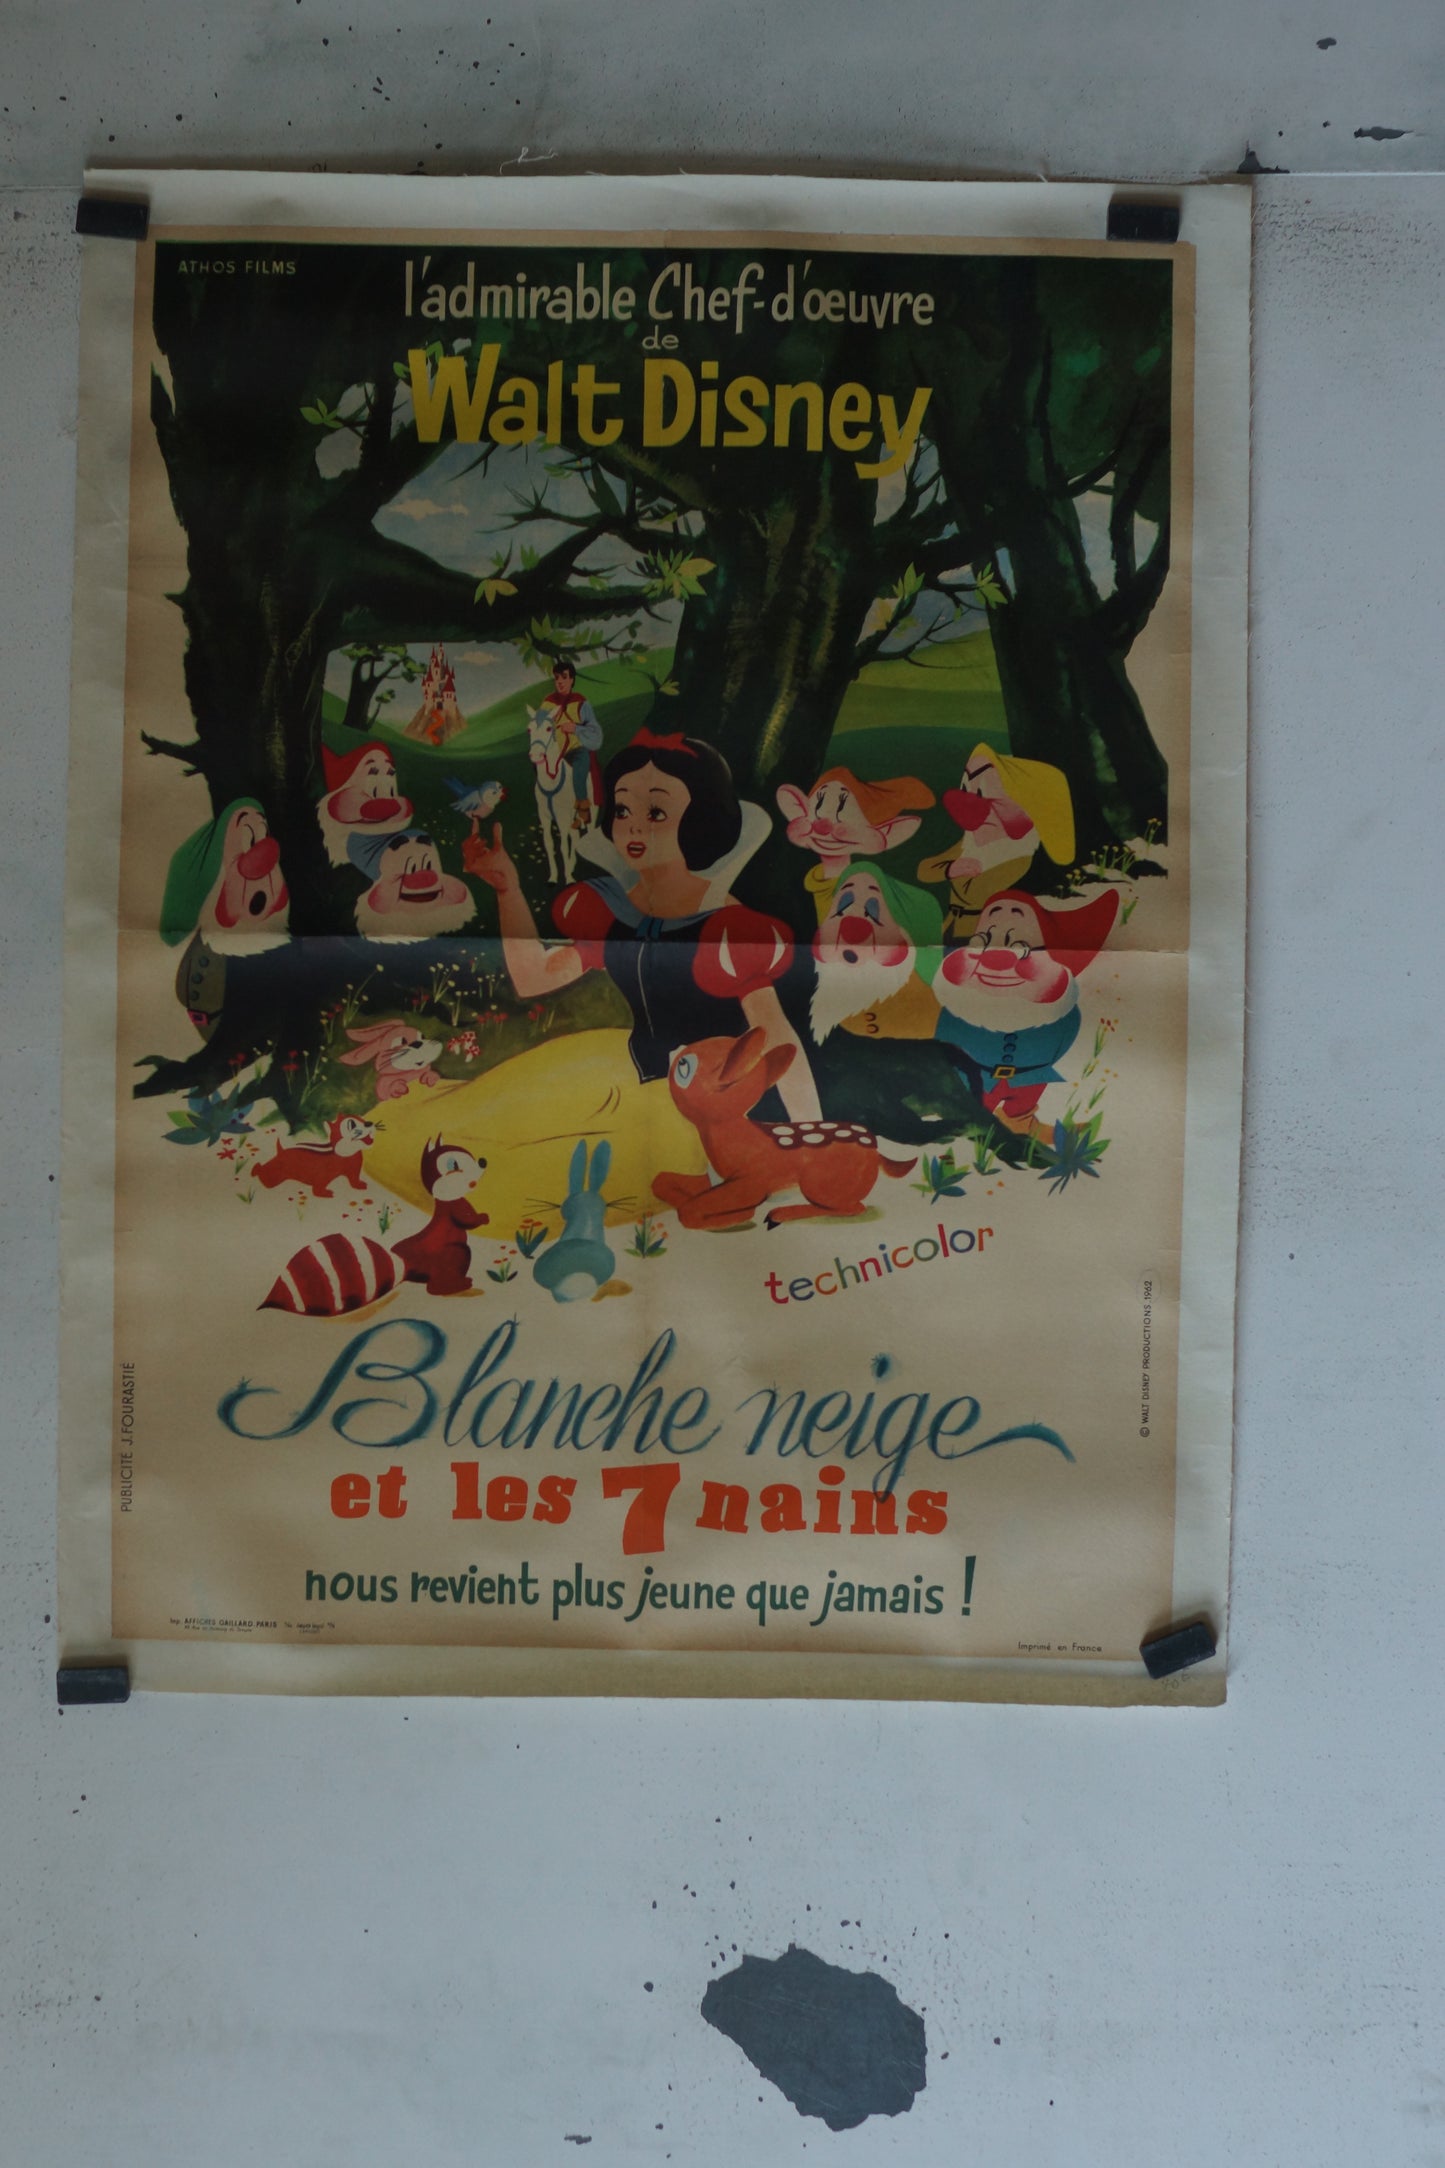 ATHOS FILMS
l'admirable Chef-d'œuvre
de
Walt Disney
technicolor
© WALT DISNEY PRODUCTIONS 1962
PUBLICITÉ J. FOURASTIÉ
Blanche neige
et les 7 nains
nous revient plus jeune que jamais !
Imp. AFFICHES GAILLARD PARIS
Imprimé en France